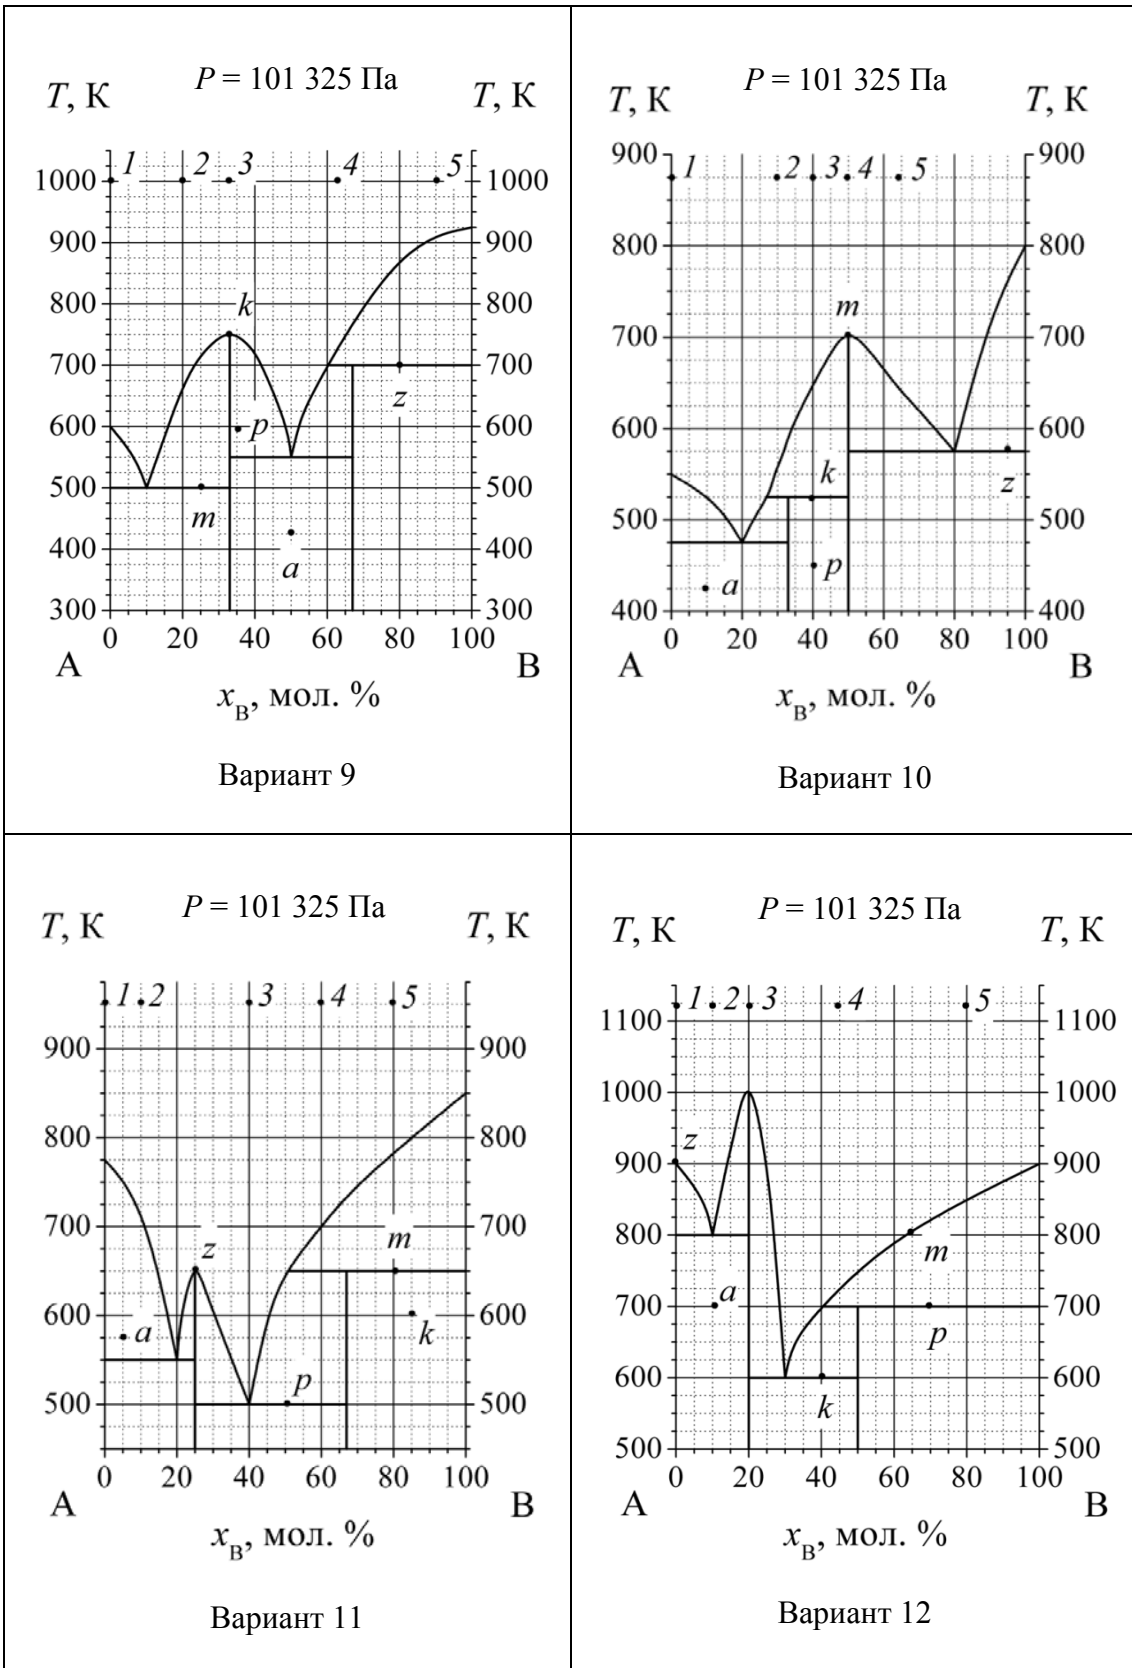 P = 101 325 Па
T, К T, К
1 2 3 4 5
1000 1000
900 900
k
800 800
700 700
z
600 p 600
500 500
m
400 a 400
300 300
0 20 40 60 80 100
А В
x_В, мол. %
Вариант 9
P = 101 325 Па
T, К T, К
900 900
1 2 3 4 5
800 800
m
700 700
600 600
k z
500 500
p
a
400 400
0 20 40 60 80 100
А В
x_В, мол. %
Вариант 10
P = 101 325 Па
T, К T, К
1 2 3 4 5
900 900
800 800
700 700
z m
600 600
a k
p
500 500
0 20 40 60 80 100
А В
x_В, мол. %
Вариант 11
P = 101 325 Па
T, К T, К
1 2 3 4 5
1100 1100
1000 1000
z
900 900
800 800
m
a
700 700
p
600 600
k
500 500
0 20 40 60 80 100
А В
x_В, мол. %
Вариант 12